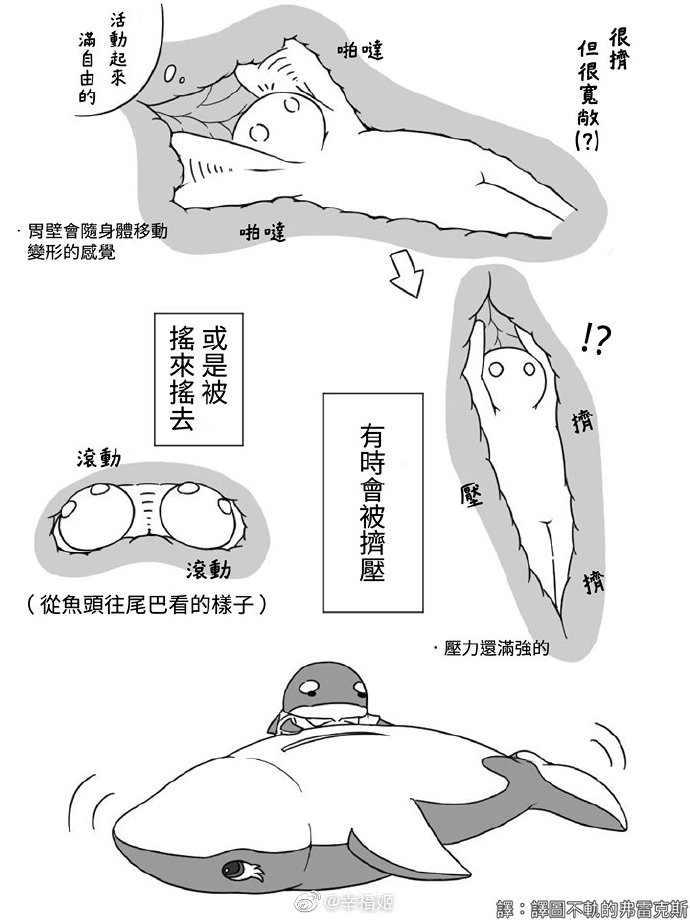 很擠
但很寬敞(?)
啪噠
活動起來
滿自由的
啪噠
·胃壁會隨身體移動
變形的感覺
!?
擠
壓
擠
·壓力還滿強的
有時會被擠壓
或是被
搖來搖去
滾動
滾動
（從魚頭往尾巴看的樣子）
@幸福姬
譯：譯圖不軌的弗雷克斯